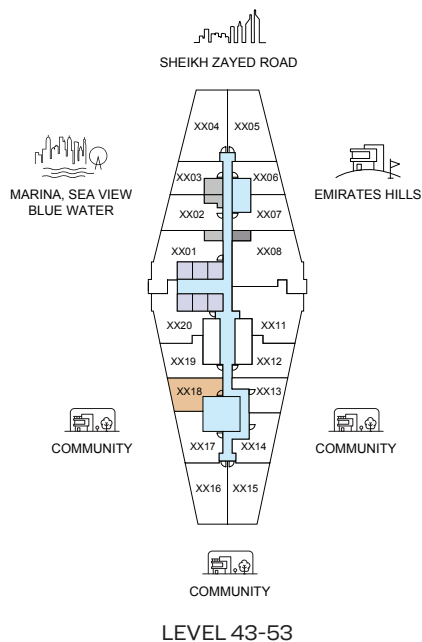 SHEIKH ZAYED ROAD
XX04
XX05
XX03
XX06
MARINA, SEA VIEW
BLUE WATER
EMIRATES HILLS
XX02
XX07
XX01
XX08
XX20
XX11
XX19
XX12
XX18
XX13
COMMUNITY
COMMUNITY
XX17
XX14
XX16
XX15
COMMUNITY
LEVEL 43-53